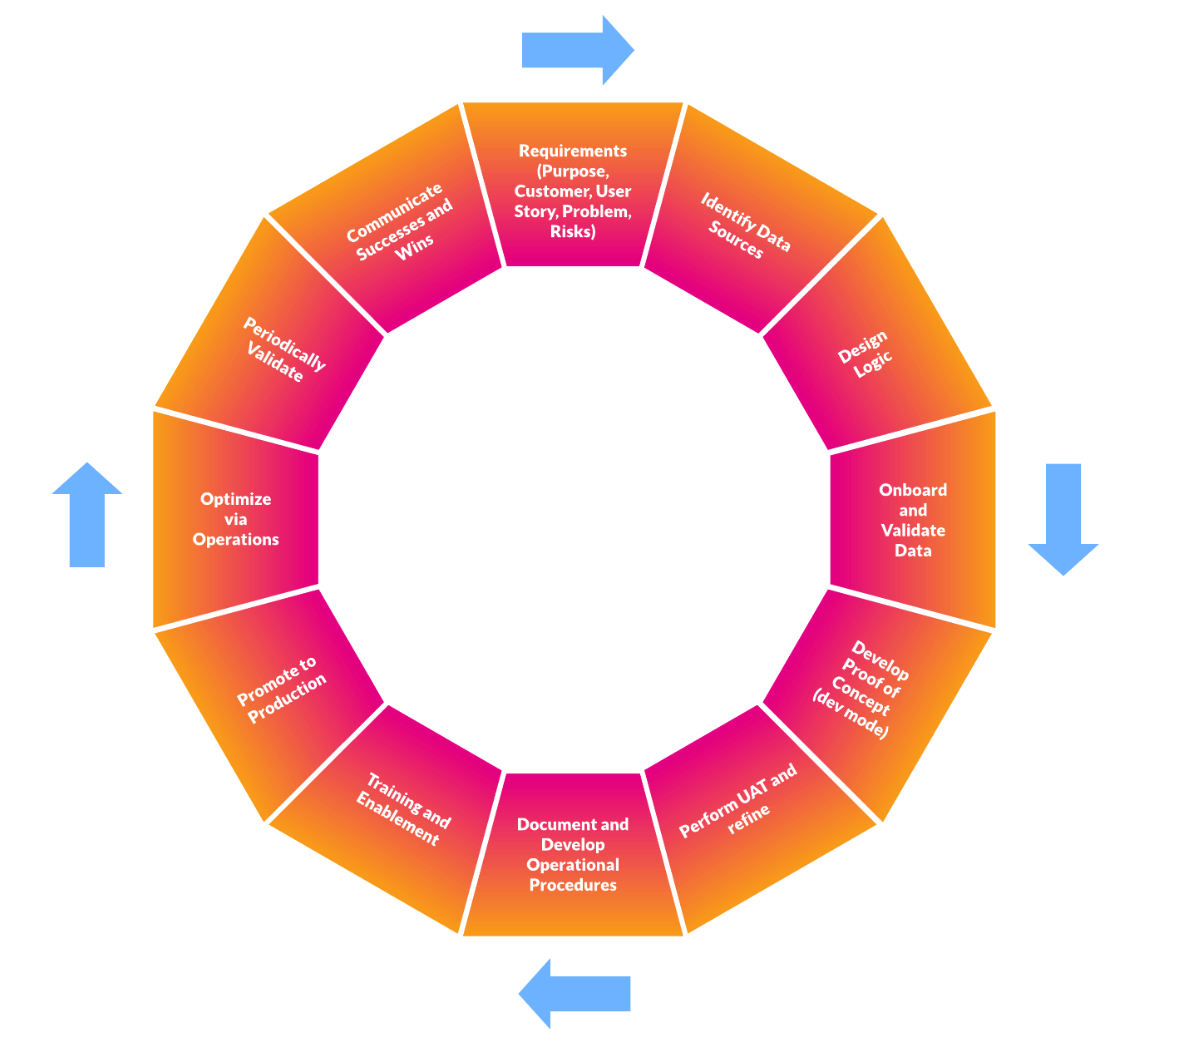 Requirements
(Purpose,
Customer, User
Story, Problem,
Risks)
Identify Data
Sources
Design
Logic
Onboard
and
Validate
Data
Develop
Proof of
Concept
(dev mode)
Perform UAT and
refine
Document and
Develop
Operational
Procedures
Training and
Enablement
Promote to
Production
Optimize
via
Operations
Periodically
Validate
Communicate
Successes and
Wins